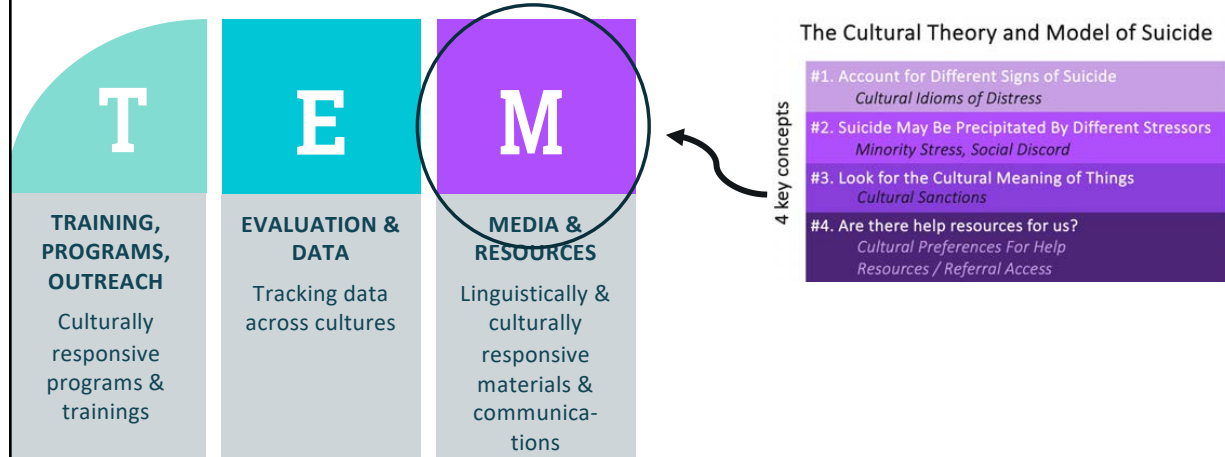 T
TRAINING,
PROGRAMS,
OUTREACH
Culturally
responsive
programs &
trainings
E
EVALUATION &
DATA
Tracking data
across cultures
M
MEDIA &
RESOURCES
Linguistically &
culturally
responsive
materials &
communica-
tions
The Cultural Theory and Model of Suicide
4 key concepts
#1. Account for Different Signs of Suicide
Cultural Idioms of Distress
#2. Suicide May Be Precipitated By Different Stressors
Minority Stress, Social Discord
#3. Look for the Cultural Meaning of Things
Cultural Sanctions
#4. Are there help resources for us?
Cultural Preferences For Help
Resources / Referral Access